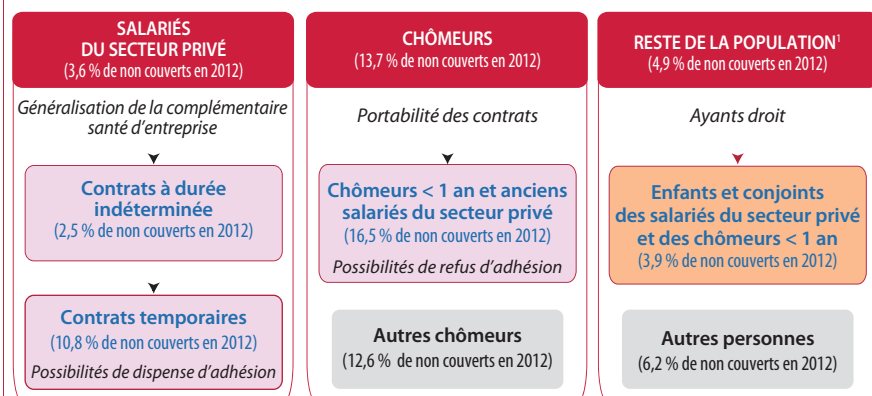 SALARIÉS
DU SECTEUR PRIVÉ
(3,6 % de non couverts en 2012)
Généralisation de la complémentaire
santé d'entreprise
Contrats à durée
indéterminée
(2,5 % de non couverts en 2012)
Contrats temporaires
(10,8 % de non couverts en 2012)
Possibilités de dispense d'adhésion
CHÔMEURS
(13,7 % de non couverts en 2012)
Portabilité des contrats
Chômeurs < 1 an et anciens
salariés du secteur privé
(16,5 % de non couverts en 2012)
Possibilités de refus d'adhésion
Autres chômeurs
(12,6 % de non couverts en 2012)
RESTE DE LA POPULATION¹
(4,9 % de non couverts en 2012)
Ayants droit
Enfants et conjoints
des salariés du secteur privé
et des chômeurs < 1 an
(3,9 % de non couverts en 2012)
Autres personnes
(6,2 % de non couverts en 2012)